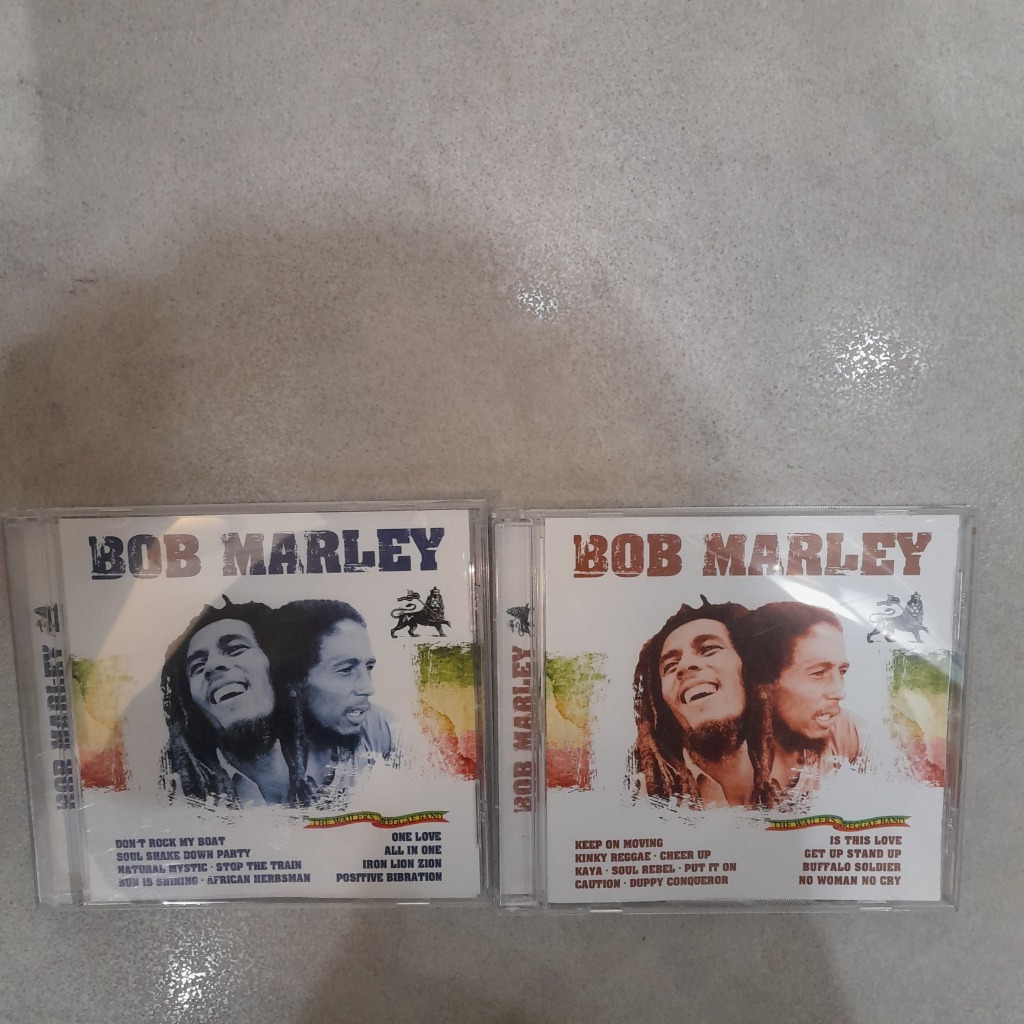 BOB MARLEY
BOB MARLEY
THE WAILERS' REGGAE BAND
DON'T ROCK MY BOAT
SOUL SHAKE DOWN PARTY
NATURAL MYSTIC · STOP THE TRAIN
SUN IS SHINING · AFRICAN HERBSMAN
ONE LOVE
ALL IN ONE
IRON LION ZION
POSITIVE BIBRATION
BOB MARLEY
BOB MARLEY
THE WAILERS' REGGAE BAND
KEEP ON MOVING
KINKY REGGAE · CHEER UP
KAYA · SOUL REBEL · PUT IT ON
CAUTION · DUPPY CONQUEROR
IS THIS LOVE
GET UP STAND UP
BUFFALO SOLDIER
NO WOMAN NO CRY